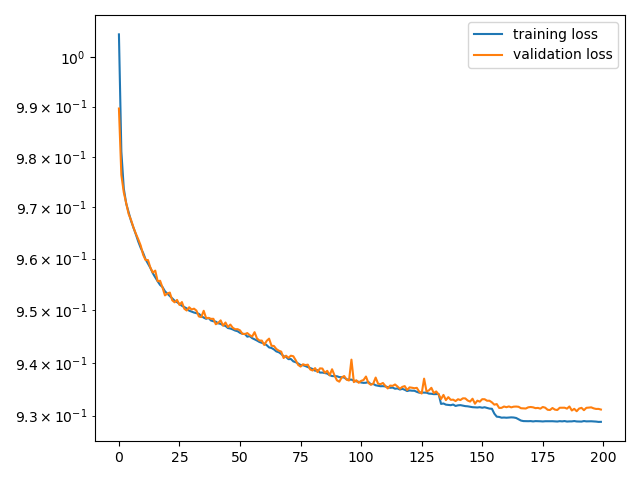 training loss
validation loss
10⁰
9.9 × 10⁻¹
9.8 × 10⁻¹
9.7 × 10⁻¹
9.6 × 10⁻¹
9.5 × 10⁻¹
9.4 × 10⁻¹
9.3 × 10⁻¹
0 25 50 75 100 125 150 175 200